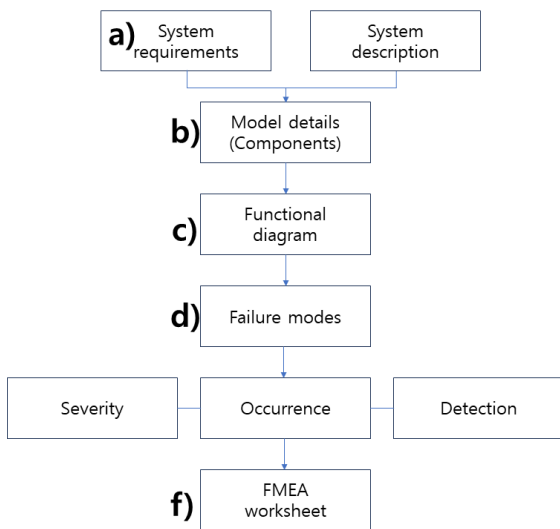 a) System
requirements
System
description
b) Model details
(Components)
c) Functional
diagram
d) Failure modes
Severity
Occurrence
Detection
f) FMEA
worksheet